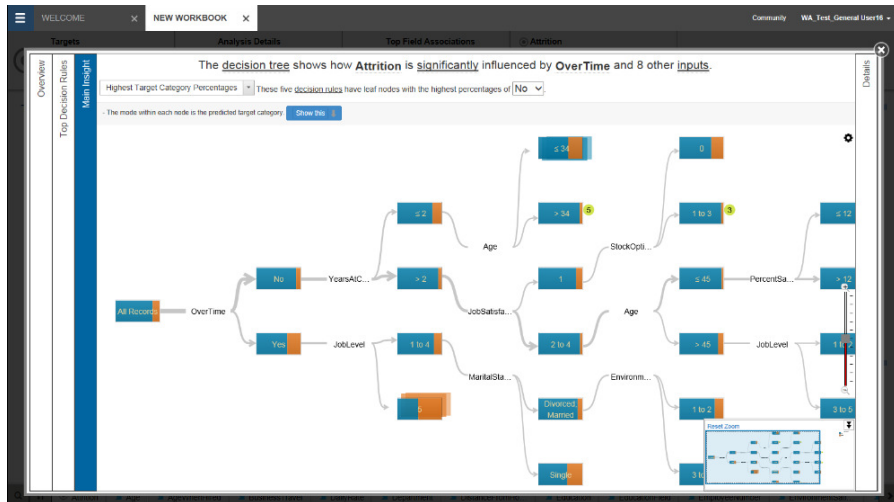 WELCOME
NEW WORKBOOK
Community
WA_Test_General User16
Targets
Analysis Details
Top Field Associations
Attrition
Overview
Top Decision Rules
Main Insight
Details
The decision tree shows how Attrition is significantly influenced by OverTime and 8 other inputs.
Highest Target Category Percentages
These five decision rules have leaf nodes with the highest percentages of No
- The mode within each node is the predicted target category.
Show this
≤ 34
0
≤ 2
> 34
5
1 to 3
3
≤ 12
Age
StockOpti...
No
YearsAtC...
> 2
1
≤ 45
PercentSa...
> 12
All Records
OverTime
JobSatisfa...
Age
Yes
JobLevel
1 to 4
2 to 4
> 45
JobLevel
MaritalSta...
Environm...
5
Divorced
Married
1 to 2
3 to 5
Reset Zoom
Single